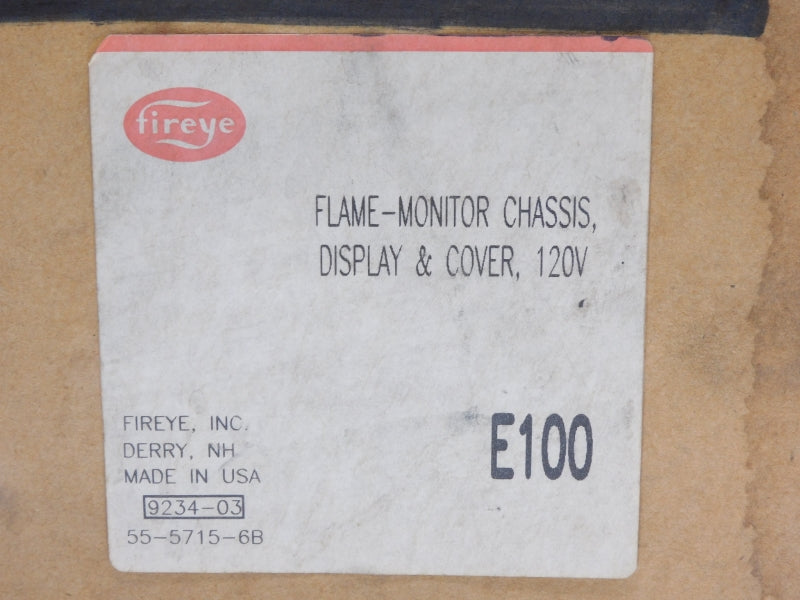 fireye
FLAME-MONITOR CHASSIS,
DISPLAY & COVER, 120V
E100
FIREYE, INC.
DERRY, NH
MADE IN USA
9234-03
55-5715-6B